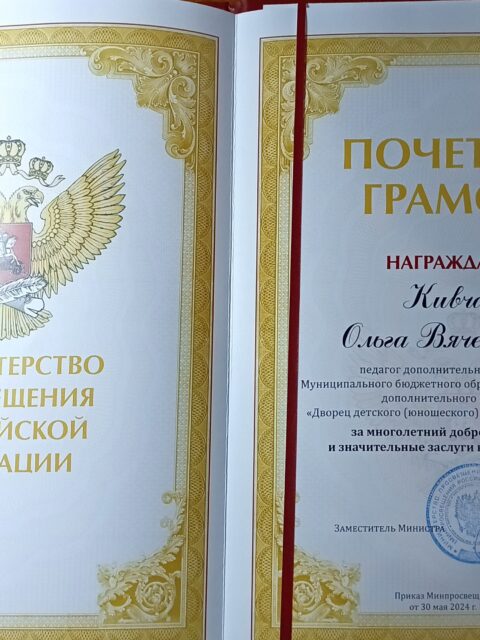 ТЕРСТВО
ЕЩЕНИЯ
ЙСКОЙ
АЦИИ
ПОЧЕТ
ГРАМО
НАГРАЖДА
Кивча
Ольга Вяче
педагог дополнительн
Муниципального бюджетного обр
дополнительного
«Дворец детского (юношеского)
за многолетний добро
и значительные заслуги
Заместитель Министра
Приказ Минпросвещ
от 30 мая 2024 г.